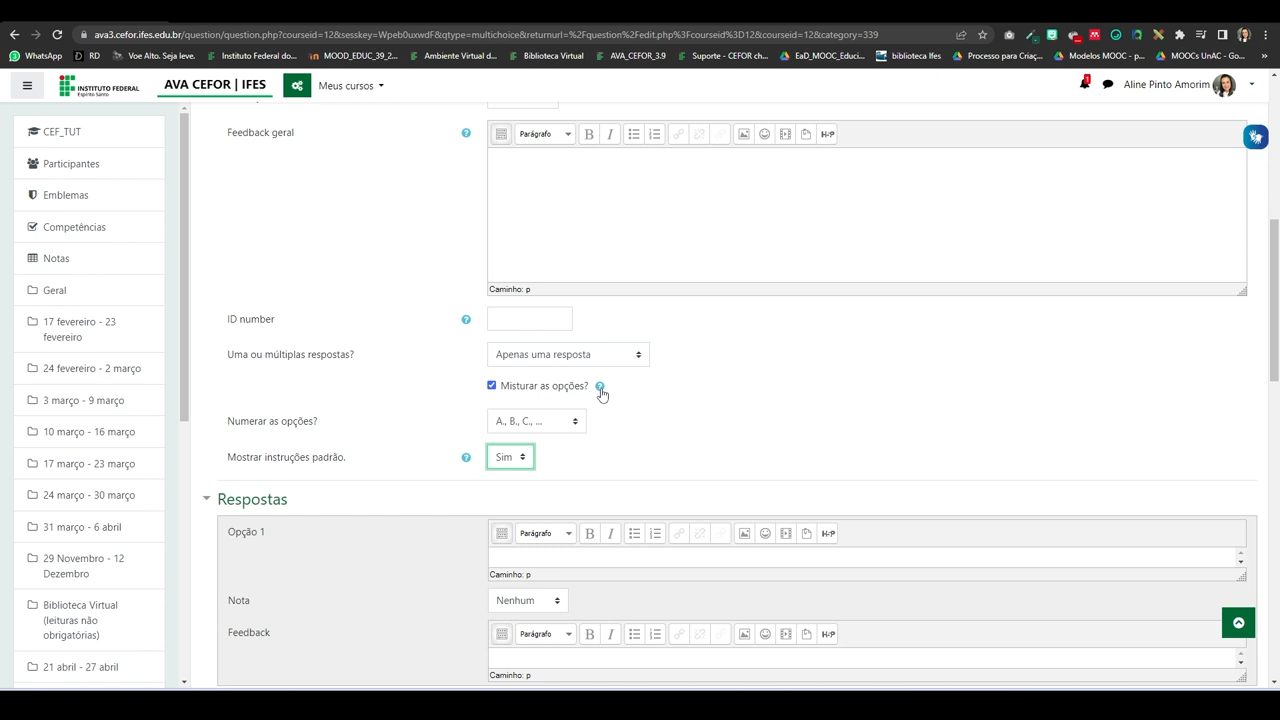 ava3.cefor.ifes.edu.br/question/question.php?courseid=12&sesskey=Wpeb0uxwdF&qtype=multichoice&returnurl=%2Fquestion%2Fedit.php%3Fcourseid%3D12&courseid=12&category=339
WhatsApp RD Voe Alto. Seja leve. Instituto Federal do... MOOD_EDUC_39_2... Ambiente Virtual d... Biblioteca Virtual AVA_CEFOR_3.9 Suporte - CEFOR ch... EaD_MOOC_Educi... biblioteca Ifes Processo para Criaç... Modelos MOOC - p... MOOCs UnAC - Go...
INSTITUTO FEDERAL
Espírito Santo
AVA CEFOR | IFES
Meus cursos
1
Aline Pinto Amorim
CEF_TUT
Participantes
Emblemas
Competências
Notas
Geral
17 fevereiro - 23
fevereiro
24 fevereiro - 2 março
3 março - 9 março
10 março - 16 março
17 março - 23 março
24 março - 30 março
31 março - 6 abril
29 Novembro - 12
Dezembro
Biblioteca Virtual
(leituras não
obrigatórias)
21 abril - 27 abril
Feedback geral
Parágrafo B I H-P
Caminho: p
ID number
Uma ou múltiplas respostas?
Apenas uma resposta
Misturar as opções?
Numerar as opções?
A., B., C., ...
Mostrar instruções padrão.
Sim
Respostas
Opção 1
Parágrafo B I H-P
Caminho: p
Nota
Nenhum
Feedback
Parágrafo B I H-P
Caminho: p